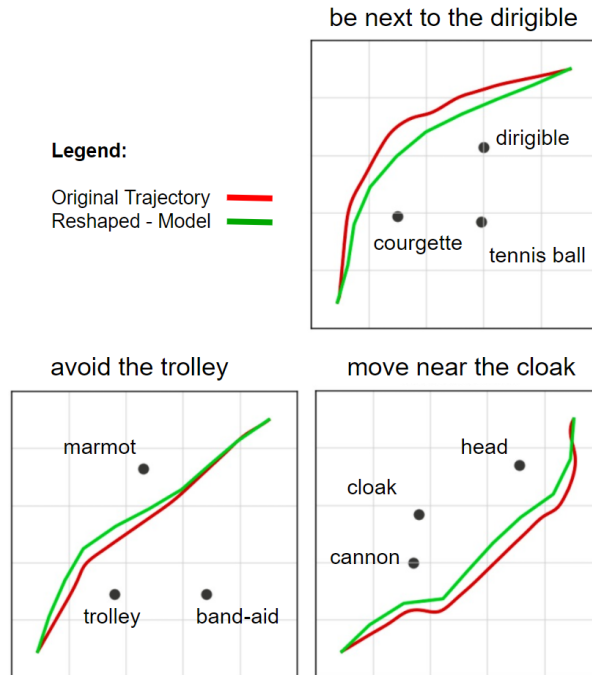 be next to the dirigible
Legend:
Original Trajectory
Reshaped - Model
dirigible
courgette
tennis ball
avoid the trolley
marmot
trolley
band-aid
move near the cloak
head
cloak
cannon